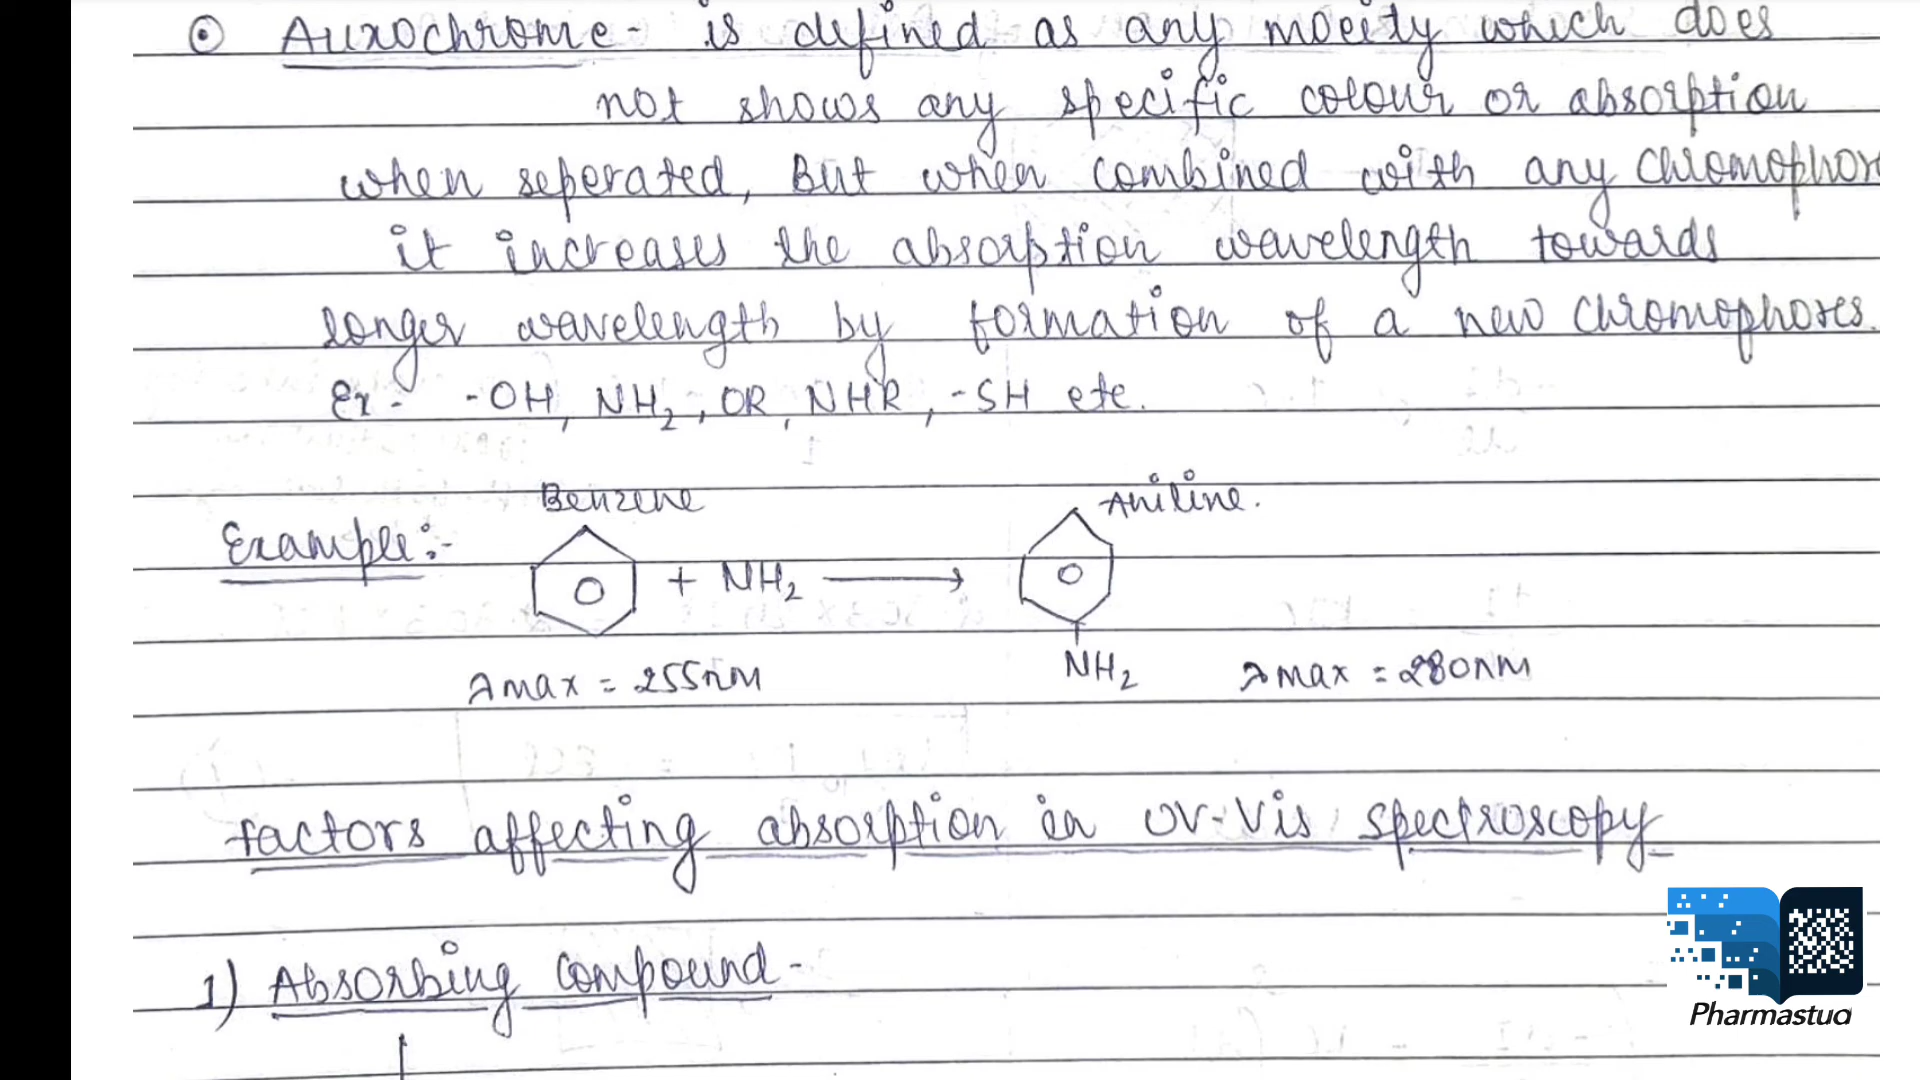 Auxochrome - is defined as any moeity which does
not shows any specific colour or absorption
when seperated, But when combined with any Chromophor
it increases the absorption wavelength towards
longer wavelength by formation of a new Chromophores.
Ex - -OH, NH2, OR, NHR, -SH etc.
Benzene Aniline.
Example:-
+ NH2
NH2
λmax = 255nm λmax = 280nm
factors affecting absorption in UV-Vis spectroscopy
1) Absorbing Compound -
Pharmastud